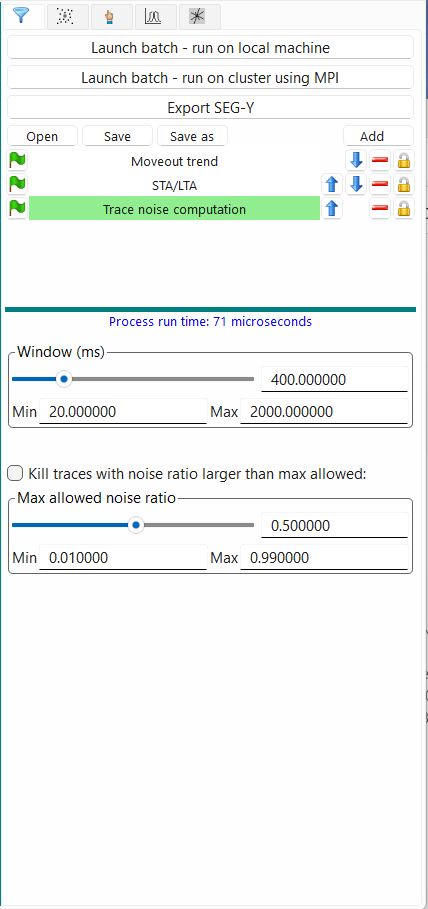 Launch batch - run on local machine
Launch batch - run on cluster using MPI
Export SEG-Y
Open Save Save as Add
Moveout trend
STA/LTA
Trace noise computation
Process run time: 71 microseconds
Window (ms)
400.000000
Min 20.000000 Max 2000.000000
Kill traces with noise ratio larger than max allowed:
Max allowed noise ratio
0.500000
Min 0.010000 Max 0.990000